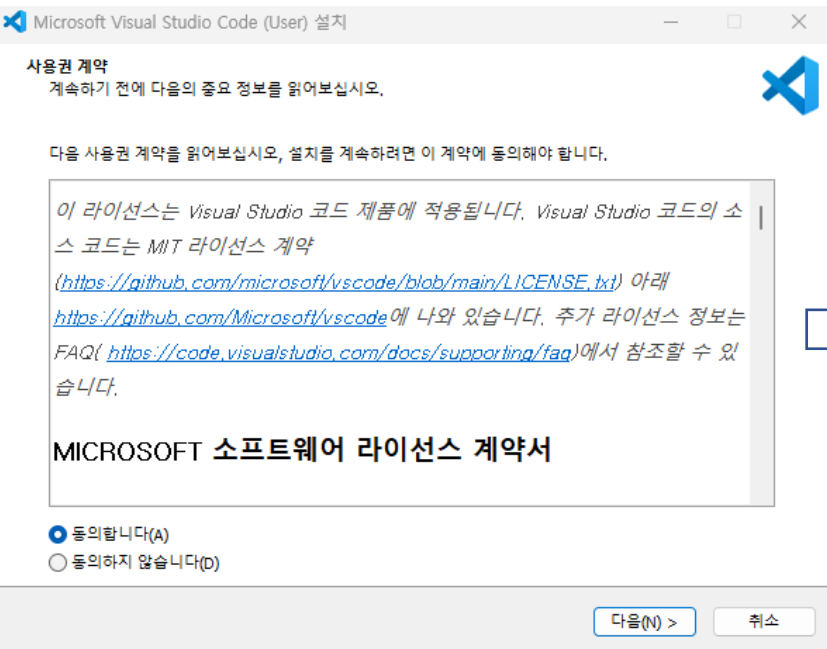 Microsoft Visual Studio Code (User) 설치
사용권 계약
계속하기 전에 다음의 중요 정보를 읽어보십시오.
다음 사용권 계약을 읽어보십시오, 설치를 계속하려면 이 계약에 동의해야 합니다.
이 라이선스는 Visual Studio 코드 제품에 적용됩니다. Visual Studio 코드의 소
스 코드는 MIT 라이선스 계약
(https://github.com/microsoft/vscode/blob/main/LICENSE.txt) 아래
https://github.com/Microsoft/vscode에 나와 있습니다. 추가 라이선스 정보는
FAQ( https://code.visualstudio.com/docs/supporting/faq)에서 참조할 수 있
습니다.
MICROSOFT 소프트웨어 라이선스 계약서
동의합니다(A)
동의하지 않습니다(D)
다음(N) > 취소